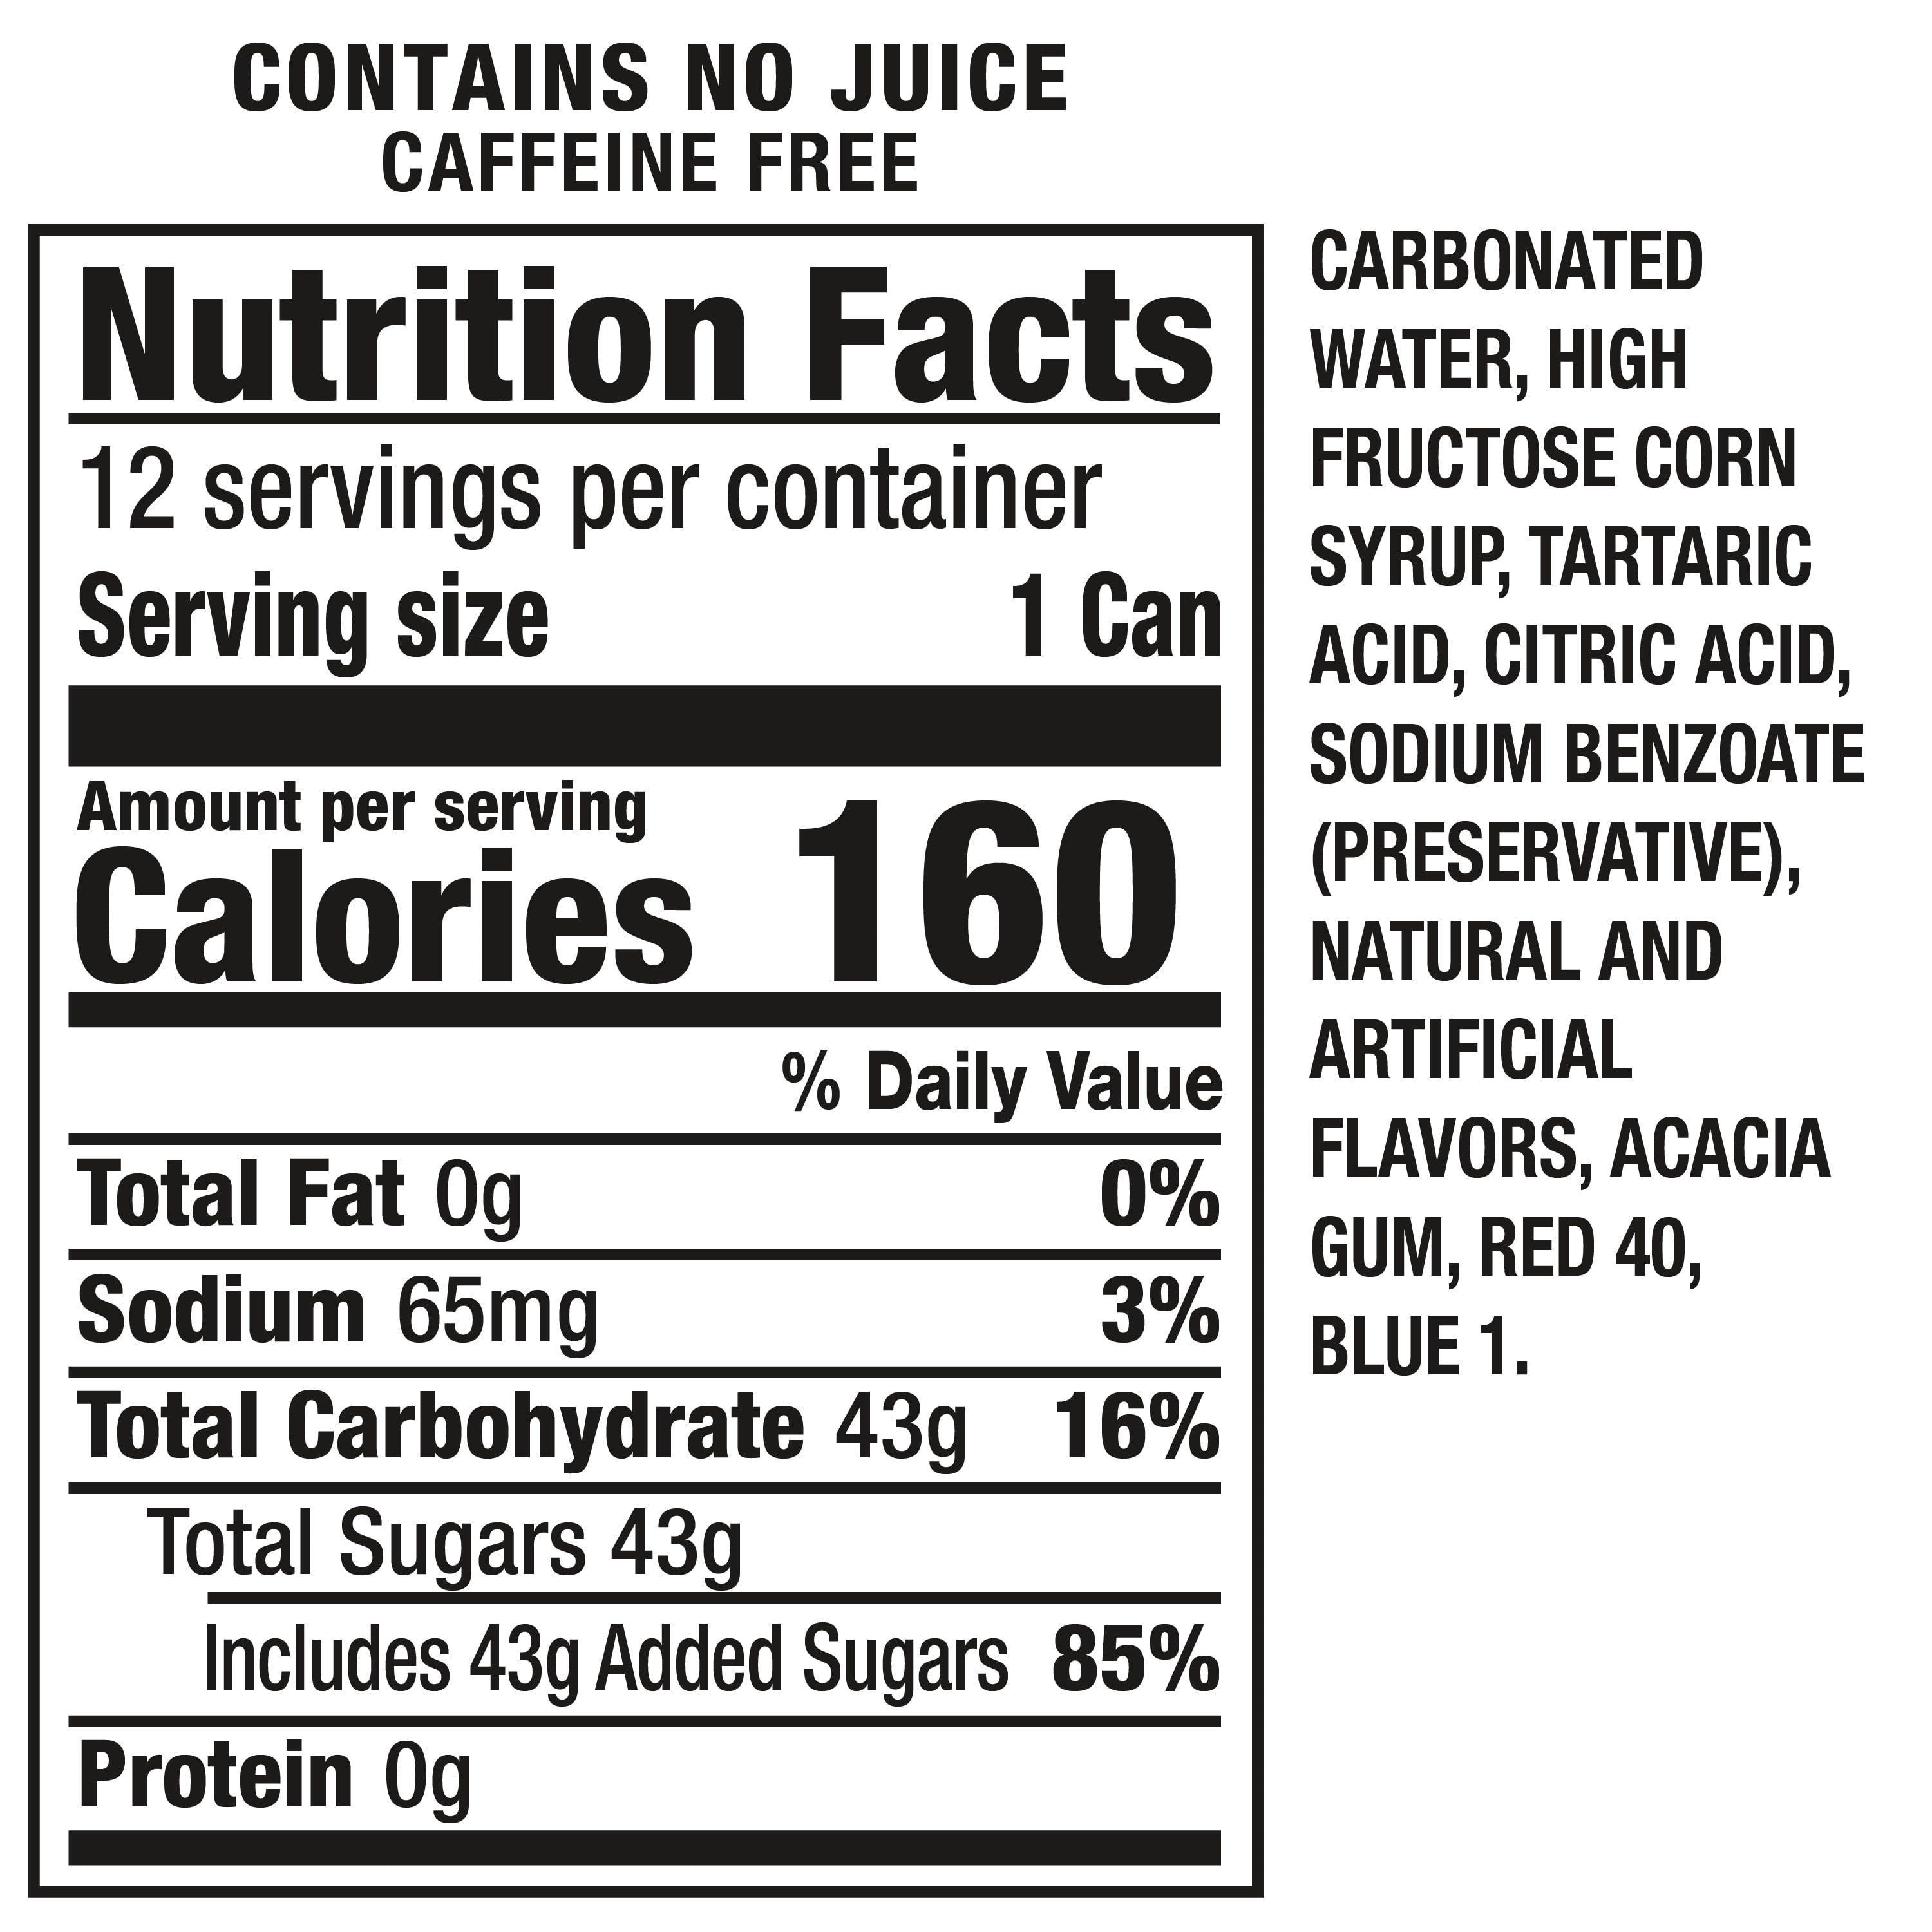 CONTAINS NO JUICE
CAFFEINE FREE
Nutrition Facts
12 servings per container
Serving size 1 Can
Amount per serving
Calories 160
% Daily Value
Total Fat 0g 0%
Sodium 65mg 3%
Total Carbohydrate 43g 16%
Total Sugars 43g
Includes 43g Added Sugars 85%
Protein 0g
CARBONATED
WATER, HIGH
FRUCTOSE CORN
SYRUP, TARTARIC
ACID, CITRIC ACID,
SODIUM BENZOATE
(PRESERVATIVE),
NATURAL AND
ARTIFICIAL
FLAVORS, ACACIA
GUM, RED 40,
BLUE 1.